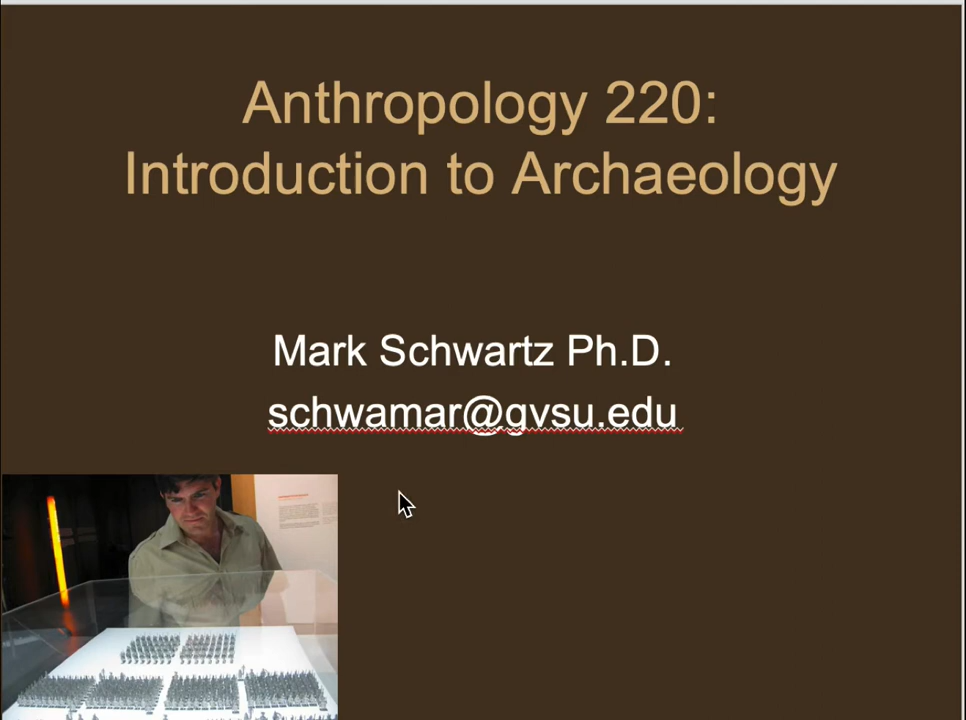 Anthropology 220:
Introduction to Archaeology
Mark Schwartz Ph.D.
schwamar@gvsu.edu